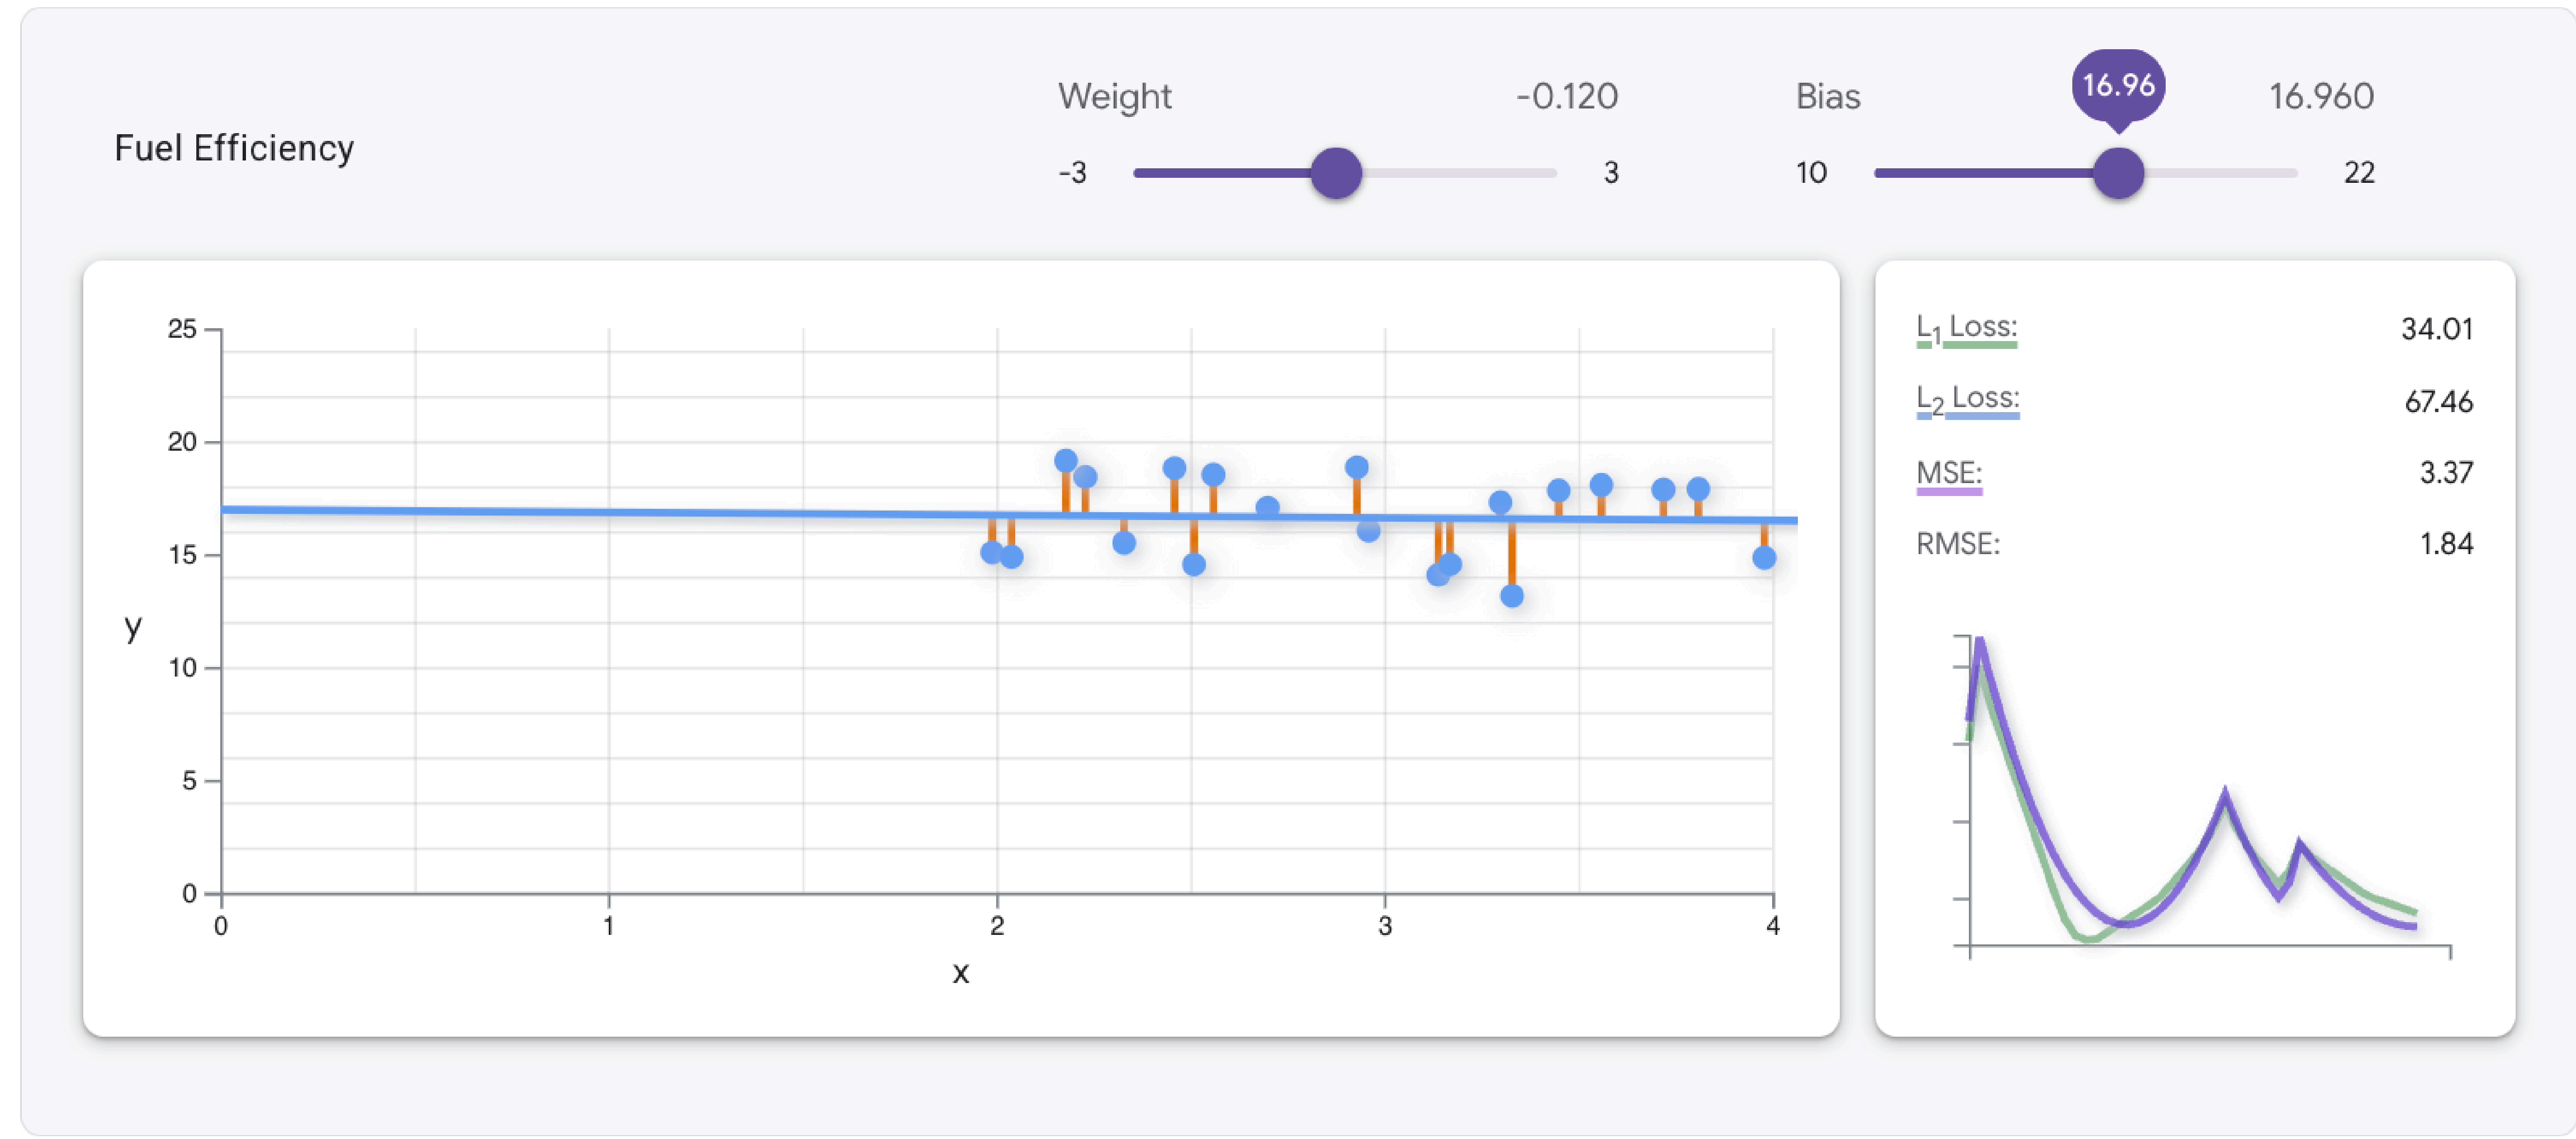 Fuel Efficiency
Weight -0.120
-3 3
Bias 16.96 16.960
10 22
25
20
15
10
5
0
y
0 1 2 3 4
x
L1 Loss: 34.01
L2 Loss: 67.46
MSE: 3.37
RMSE: 1.84